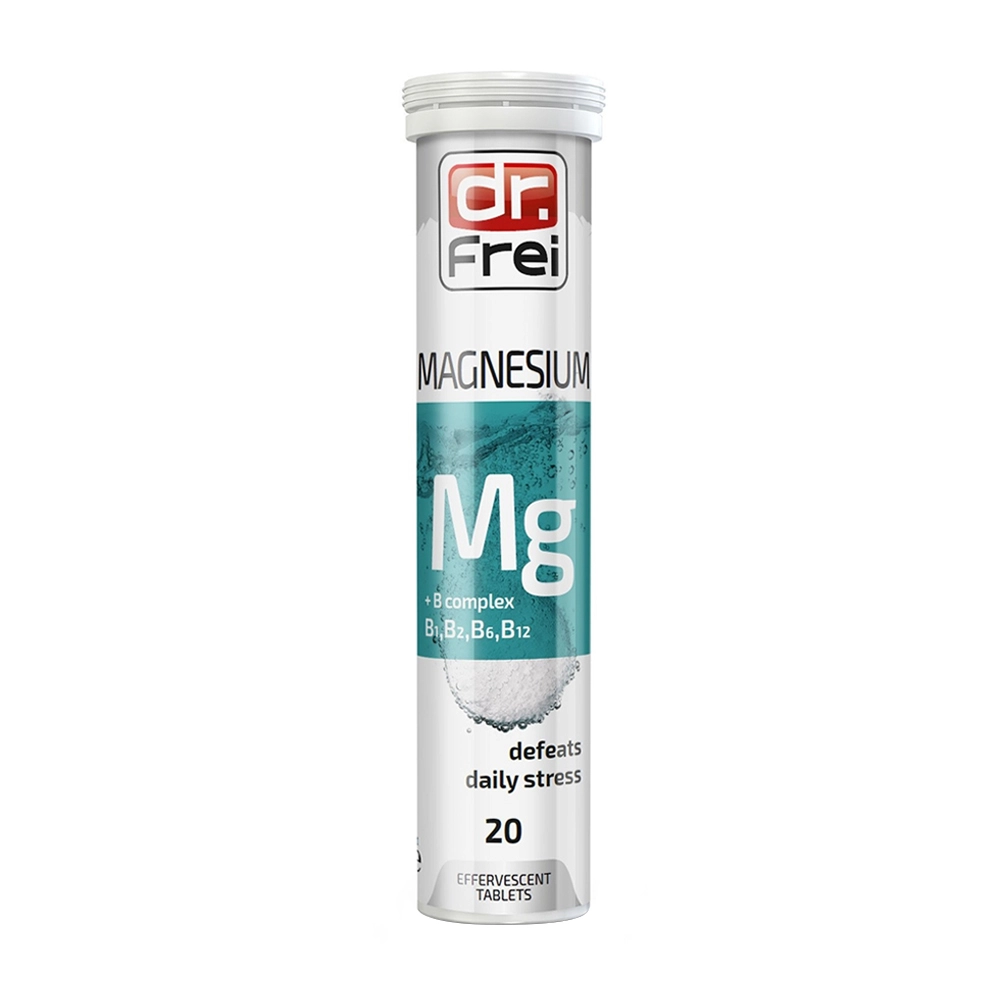 dr.
Frei
MAGNESIUM
Mg
+ B complex
B1,B2,B6,B12
defeats
daily stress
20
e
EFFERVESCENT
TABLETS